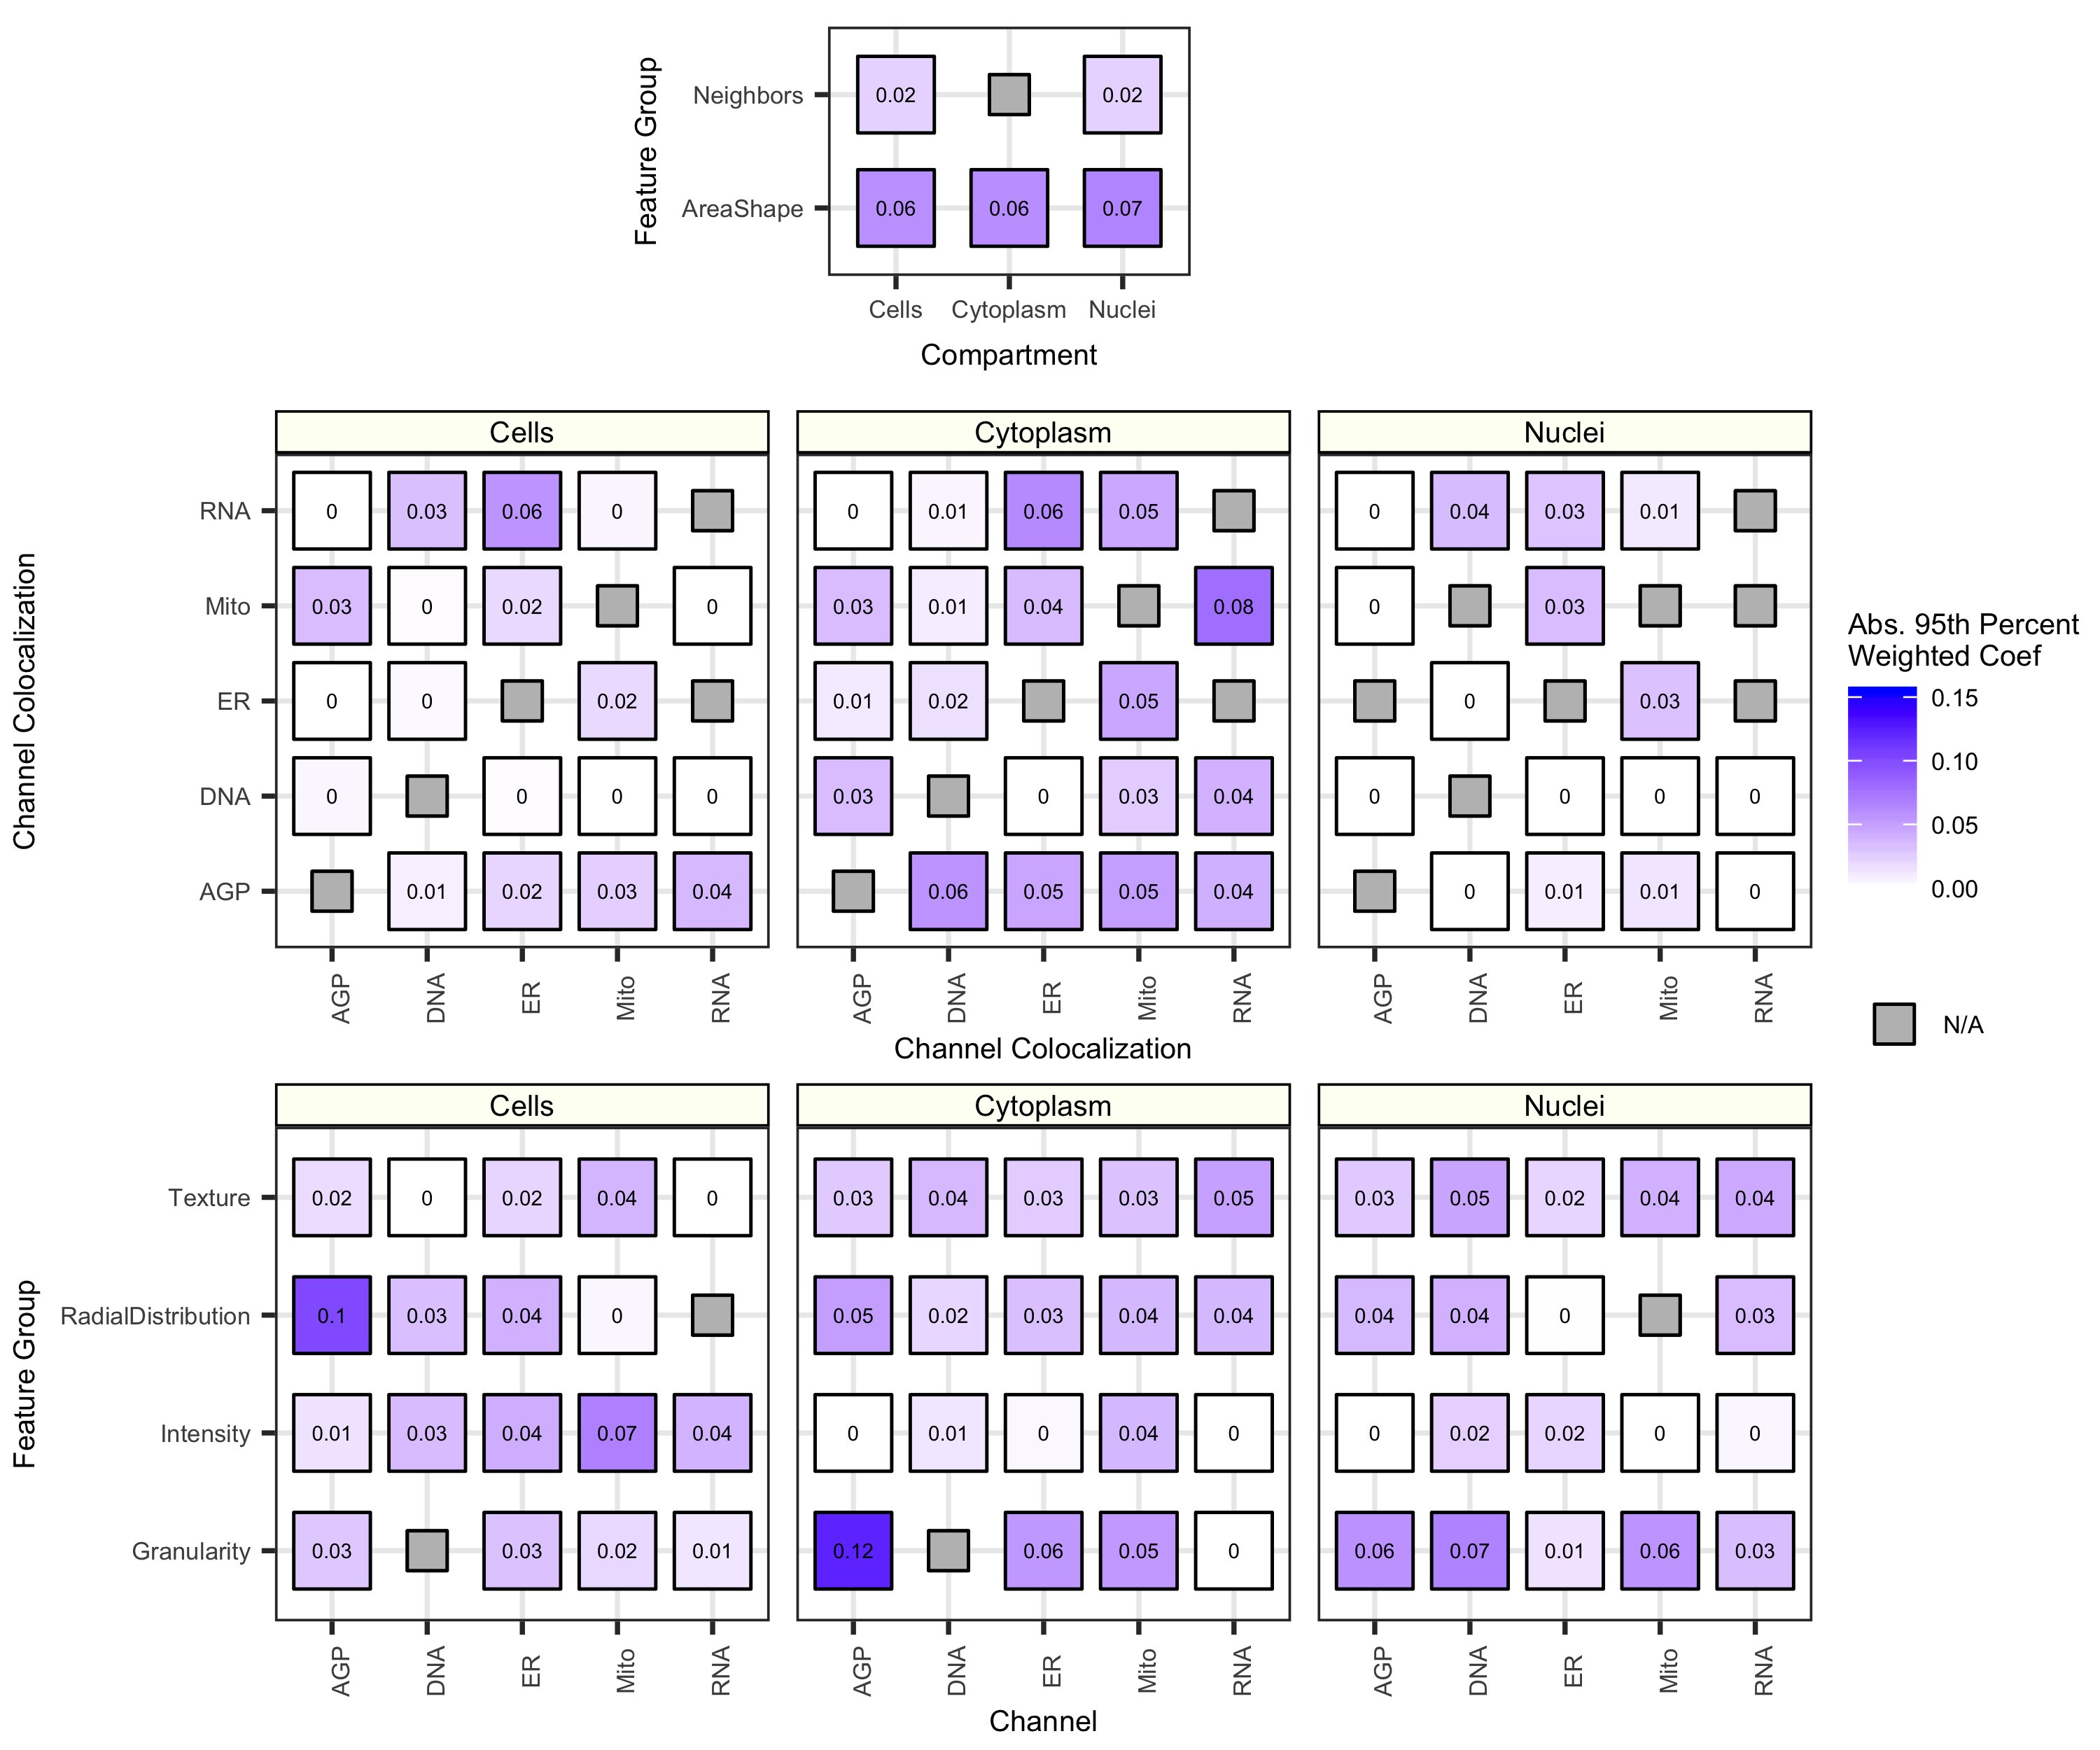 Feature Group
Neighbors 0.02 0.02
AreaShape 0.06 0.06 0.07
Cells Cytoplasm Nuclei
Compartment
Channel Colocalization
Cells Cytoplasm Nuclei
RNA 0 0.03 0.06 0 0 0.01 0.06 0.05 0 0.04 0.03 0.01
Mito 0.03 0 0.02 0 0.03 0.01 0.04 0.08 0 0.03
ER 0 0 0.02 0.01 0.02 0.05 0 0.03
DNA 0 0 0 0 0.03 0 0.03 0.04 0 0 0 0
AGP 0.01 0.02 0.03 0.04 0.06 0.05 0.05 0.04 0 0.01 0.01 0
AGP DNA ER Mito RNA AGP DNA ER Mito RNA AGP DNA ER Mito RNA
Channel Colocalization
Abs. 95th Percent
Weighted Coef
0.15
0.10
0.05
0.00
N/A
Feature Group
Cells Cytoplasm Nuclei
Texture 0.02 0 0.02 0.04 0 0.03 0.04 0.03 0.03 0.05 0.03 0.05 0.02 0.04 0.04
RadialDistribution 0.1 0.03 0.04 0 0.05 0.02 0.03 0.04 0.04 0.04 0.04 0 0.03
Intensity 0.01 0.03 0.04 0.07 0.04 0 0.01 0 0.04 0 0 0.02 0.02 0 0
Granularity 0.03 0.03 0.02 0.01 0.12 0.06 0.05 0 0.06 0.07 0.01 0.06 0.03
AGP DNA ER Mito RNA AGP DNA ER Mito RNA AGP DNA ER Mito RNA
Channel